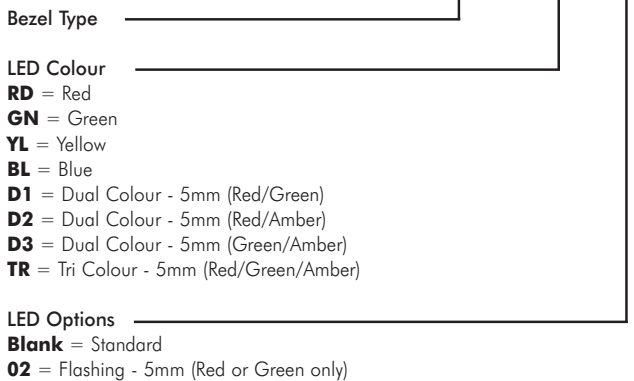 Bezel Type
LED Colour
RD = Red
GN = Green
YL = Yellow
BL = Blue
D1 = Dual Colour - 5mm (Red/Green)
D2 = Dual Colour - 5mm (Red/Amber)
D3 = Dual Colour - 5mm (Green/Amber)
TR = Tri Colour - 5mm (Red/Green/Amber)
LED Options
Blank = Standard
02 = Flashing - 5mm (Red or Green only)